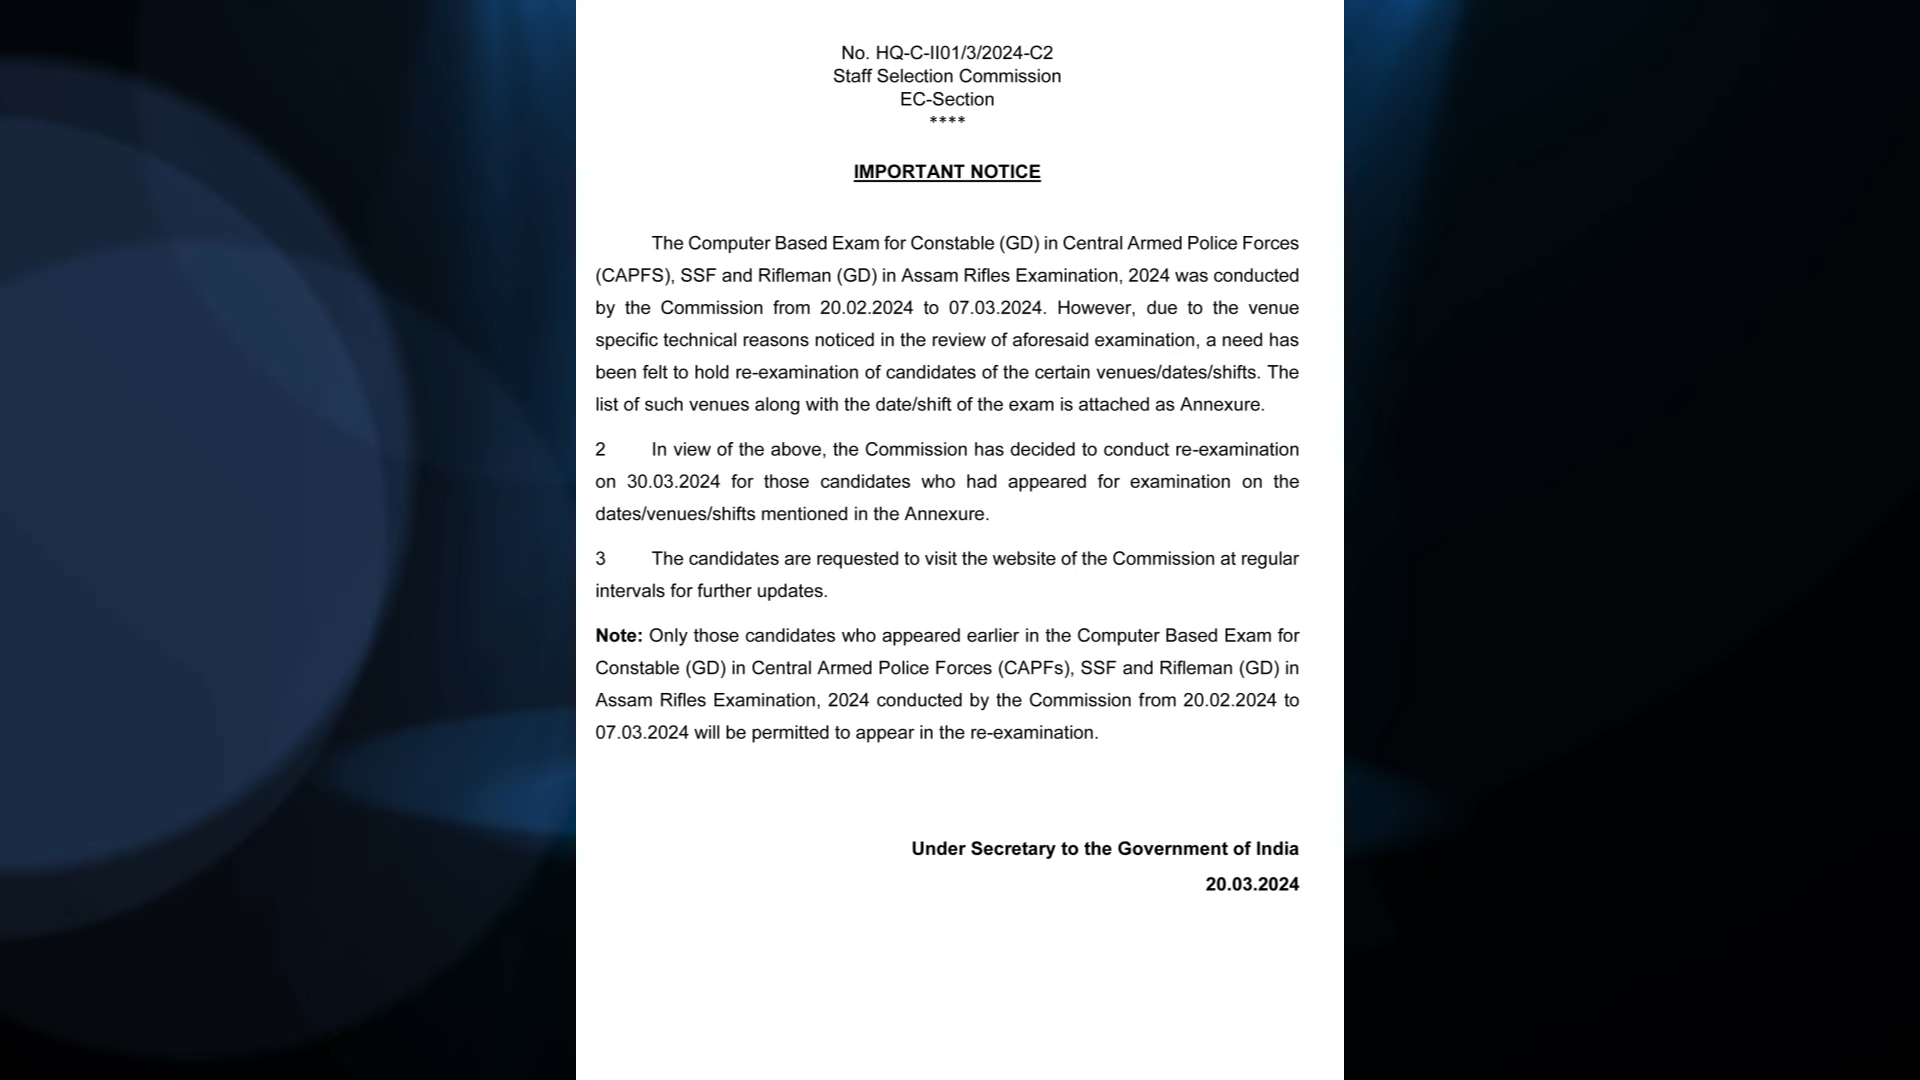 No. HQ-C-II01/3/2024-C2
Staff Selection Commission
EC-Section
****
IMPORTANT NOTICE
The Computer Based Exam for Constable (GD) in Central Armed Police Forces
(CAPFS), SSF and Rifleman (GD) in Assam Rifles Examination, 2024 was conducted
by the Commission from 20.02.2024 to 07.03.2024. However, due to the venue
specific technical reasons noticed in the review of aforesaid examination, a need has
been felt to hold re-examination of candidates of the certain venues/dates/shifts. The
list of such venues along with the date/shift of the exam is attached as Annexure.
2 In view of the above, the Commission has decided to conduct re-examination
on 30.03.2024 for those candidates who had appeared for examination on the
dates/venues/shifts mentioned in the Annexure.
3 The candidates are requested to visit the website of the Commission at regular
intervals for further updates.
Note: Only those candidates who appeared earlier in the Computer Based Exam for
Constable (GD) in Central Armed Police Forces (CAPFs), SSF and Rifleman (GD) in
Assam Rifles Examination, 2024 conducted by the Commission from 20.02.2024 to
07.03.2024 will be permitted to appear in the re-examination.
Under Secretary to the Government of India
20.03.2024